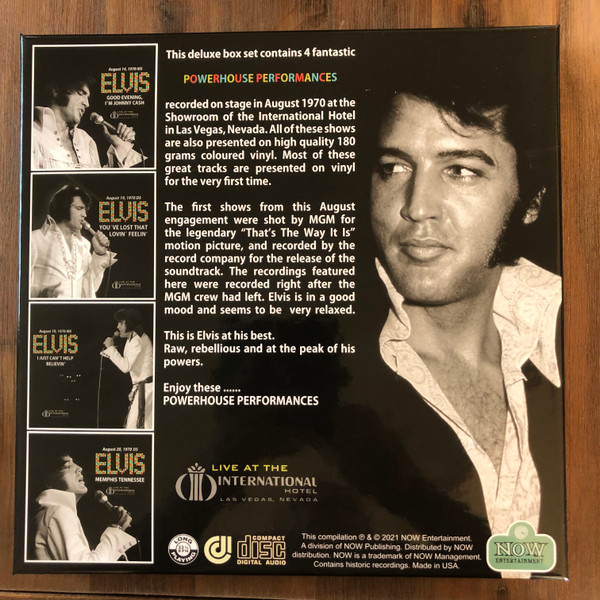 August 14, 1970 MS
ELVIS
GOOD EVENING,
I'M JOHNNY CASH
August 19, 1970 DS
ELVIS
YOU'VE LOST THAT
LOVIN' FEELIN'
August 19, 1970 MS
ELVIS
I JUST CAN'T HELP
BELIEVIN'
August 20, 1970 DS
ELVIS
MEMPHIS TENNESSEE
This deluxe box set contains 4 fantastic
POWERHOUSE PERFORMANCES
recorded on stage in August 1970 at the
Showroom of the International Hotel
in Las Vegas, Nevada. All of these shows
are also presented on high quality 180
grams coloured vinyl. Most of these
great tracks are presented on vinyl
for the very first time.
The first shows from this August
engagement were shot by MGM for
the legendary “That's The Way It Is”
motion picture, and recorded by the
record company for the release of the
soundtrack. The recordings featured
here were recorded right after the
MGM crew had left. Elvis is in a good
mood and seems to be very relaxed.
This is Elvis at his best.
Raw, rebellious and at the peak of his
powers.
Enjoy these ......
POWERHOUSE PERFORMANCES
LIVE AT THE
INTERNATIONAL
HOTEL
LAS VEGAS, NEVADA
LONG
33⅓
PLAYING
COMPACT
disc
DIGITAL AUDIO
This compilation ℗ & © 2021 NOW Entertainment.
A division of NOW Publishing. Distributed by NOW
distribution. NOW is a trademark of NOW Management.
Contains historic recordings. Made in USA.
NOW
ENTERTAINMENT